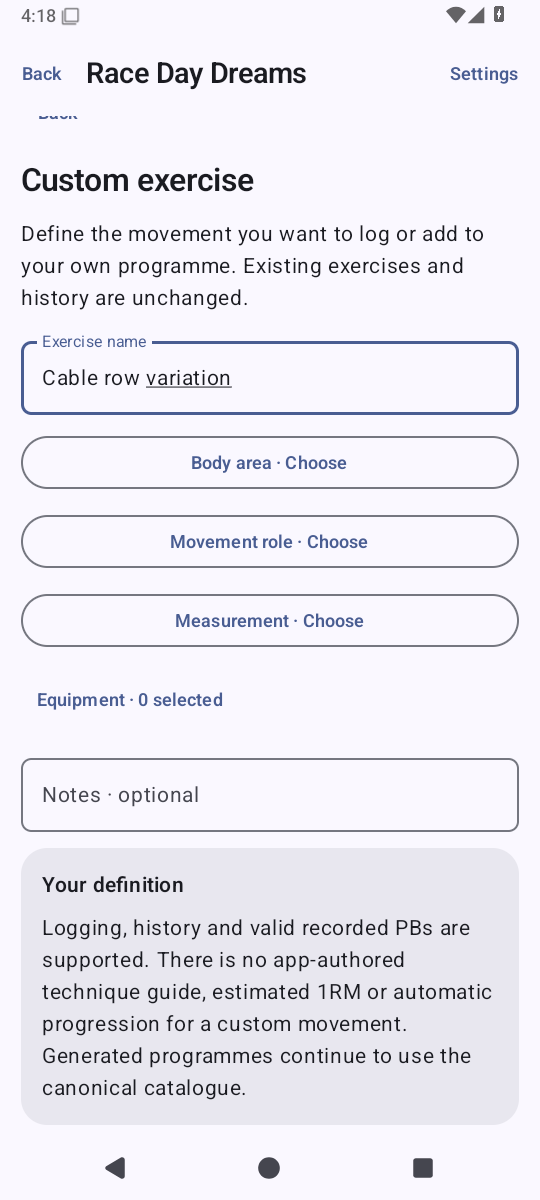 4:18
Back Race Day Dreams Settings
Back
Custom exercise
Define the movement you want to log or add to
your own programme. Existing exercises and
history are unchanged.
Exercise name
Cable row variation
Body area · Choose
Movement role · Choose
Measurement · Choose
Equipment · 0 selected
Notes · optional
Your definition
Logging, history and valid recorded PBs are
supported. There is no app-authored
technique guide, estimated 1RM or automatic
progression for a custom movement.
Generated programmes continue to use the
canonical catalogue.